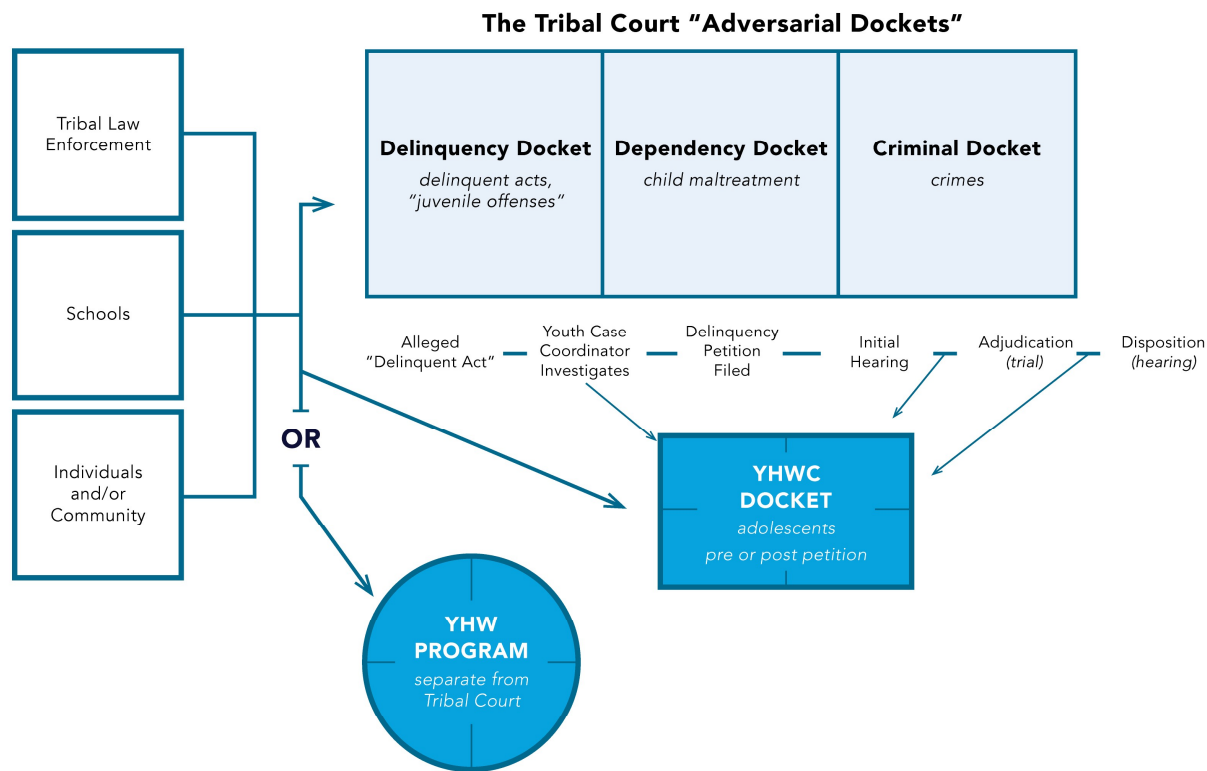 The Tribal Court “Adversarial Dockets”
Tribal Law
Enforcement
Schools
Individuals
and/or
Community
Delinquency Docket
delinquent acts,
“juvenile offenses”
Dependency Docket
child maltreatment
Criminal Docket
crimes
Alleged
“Delinquent Act”
Youth Case
Coordinator
Investigates
Delinquency
Petition
Filed
Initial
Hearing
Adjudication
(trial)
Disposition
(hearing)
OR
YHWC
DOCKET
adolescents
pre or post petition
YHW
PROGRAM
separate from
Tribal Court